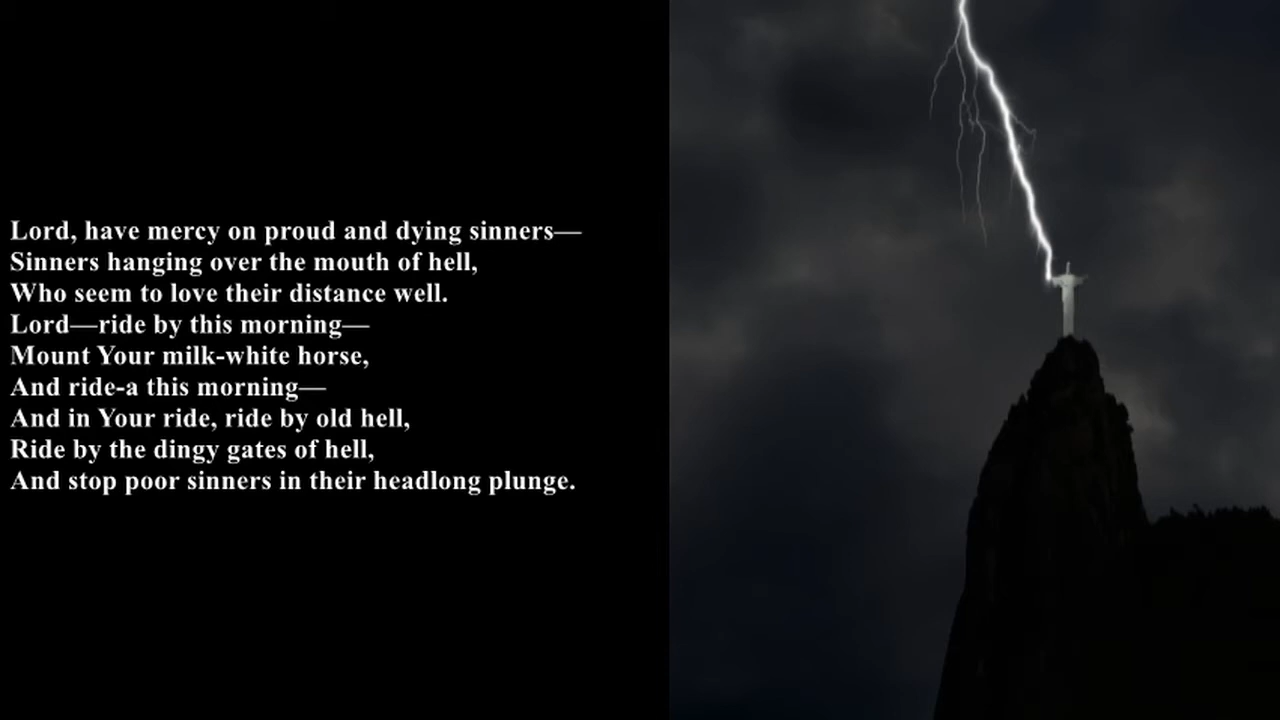 Lord, have mercy on proud and dying sinners—
Sinners hanging over the mouth of hell,
Who seem to love their distance well.
Lord—ride by this morning—
Mount Your milk-white horse,
And ride-a this morning—
And in Your ride, ride by old hell,
Ride by the dingy gates of hell,
And stop poor sinners in their headlong plunge.